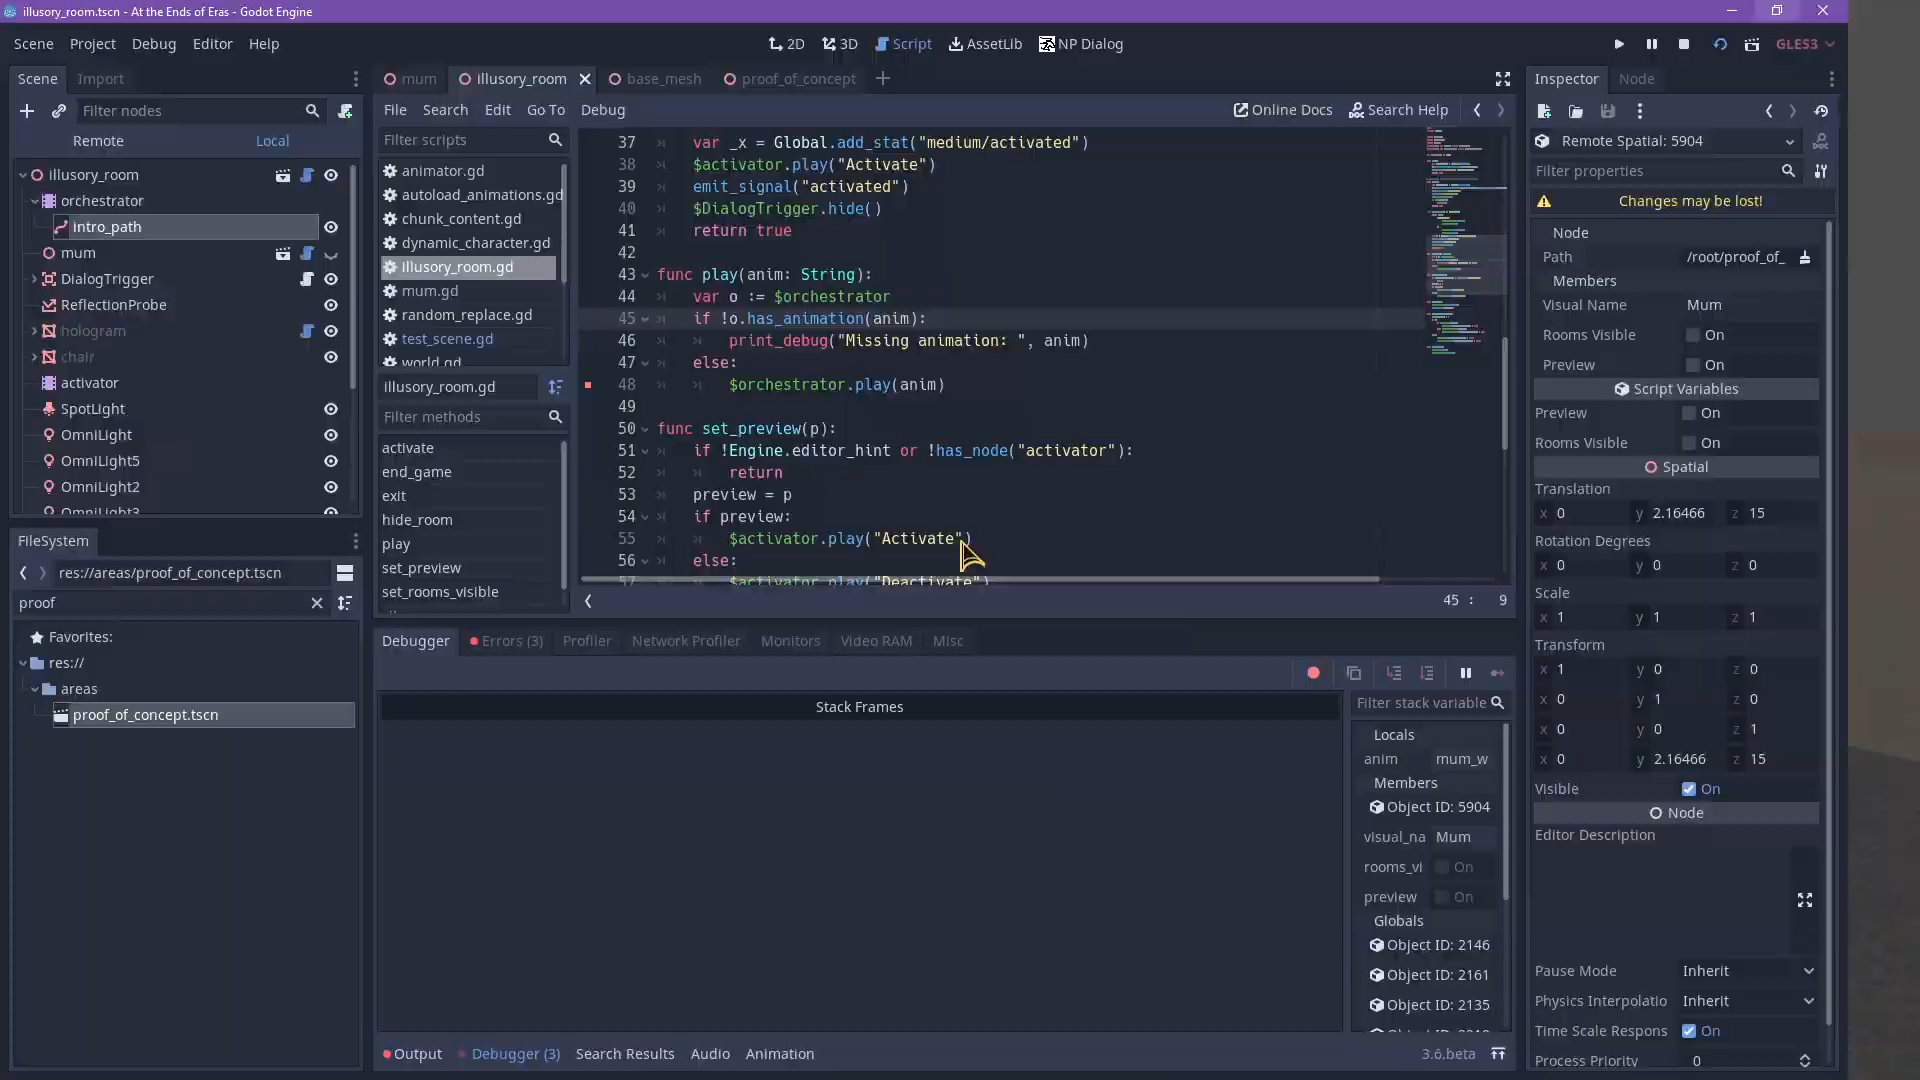 illusory_room.tscn - At the Ends of Eras - Godot Engine
Scene Project Debug Editor Help
2D 3D Script AssetLib NP Dialog
GLES3
Scene Import
Filter nodes
Remote Local
illusory_room
orchestrator
intro_path
mum
DialogTrigger
ReflectionProbe
hologram
chair
activator
SpotLight
OmniLight
OmniLight5
OmniLight2
OmniLight3
FileSystem
res://areas/proof_of_concept.tscn
proof
Favorites:
res://
areas
proof_of_concept.tscn
mum illusory_room base_mesh proof_of_concept
File Search Edit Go To Debug
Online Docs Search Help
Filter scripts
animator.gd
autoload_animations.gd
chunk_content.gd
dynamic_character.gd
illusory_room.gd
mum.gd
random_replace.gd
test_scene.gd
world.gd
illusory_room.gd
Filter methods
activate
end_game
exit
hide_room
play
set_preview
set_rooms_visible
37 var _x = Global.add_stat("medium/activated")
38 $activator.play("Activate")
39 emit_signal("activated")
40 $DialogTrigger.hide()
41 return true
42
43 func play(anim: String):
44 var o := $orchestrator
45 if !o.has_animation(anim):
46 print_debug("Missing animation: ", anim)
47 else:
48 $orchestrator.play(anim)
49
50 func set_preview(p):
51 if !Engine.editor_hint or !has_node("activator"):
52 return
53 preview = p
54 if preview:
55 $activator.play("Activate")
56 else:
57 $activator.play("Deactivate")
45 : 9
Debugger Errors (3) Profiler Network Profiler Monitors Video RAM Misc
Stack Frames
Filter stack variable
Locals
anim mum_w
Members
Object ID: 5904
visual_na Mum
rooms_vi On
preview On
Globals
Object ID: 2146
Object ID: 2161
Object ID: 2135
Output Debugger (3) Search Results Audio Animation
3.6.beta
Inspector Node
Remote Spatial: 5904
Filter properties
Changes may be lost!
Node
Path /root/proof_of_
Members
Visual Name Mum
Rooms Visible On
Preview On
Script Variables
Preview On
Rooms Visible On
Spatial
Translation
x 0 y 2.16466 z 15
Rotation Degrees
x 0 y 0 z 0
Scale
x 1 y 1 z 1
Transform
x 1 y 0 z 0
x 0 y 1 z 0
x 0 y 0 z 1
x 0 y 2.16466 z 15
Visible On
Node
Editor Description
Pause Mode Inherit
Physics Interpolatio Inherit
Time Scale Respons On
Process Priority 0